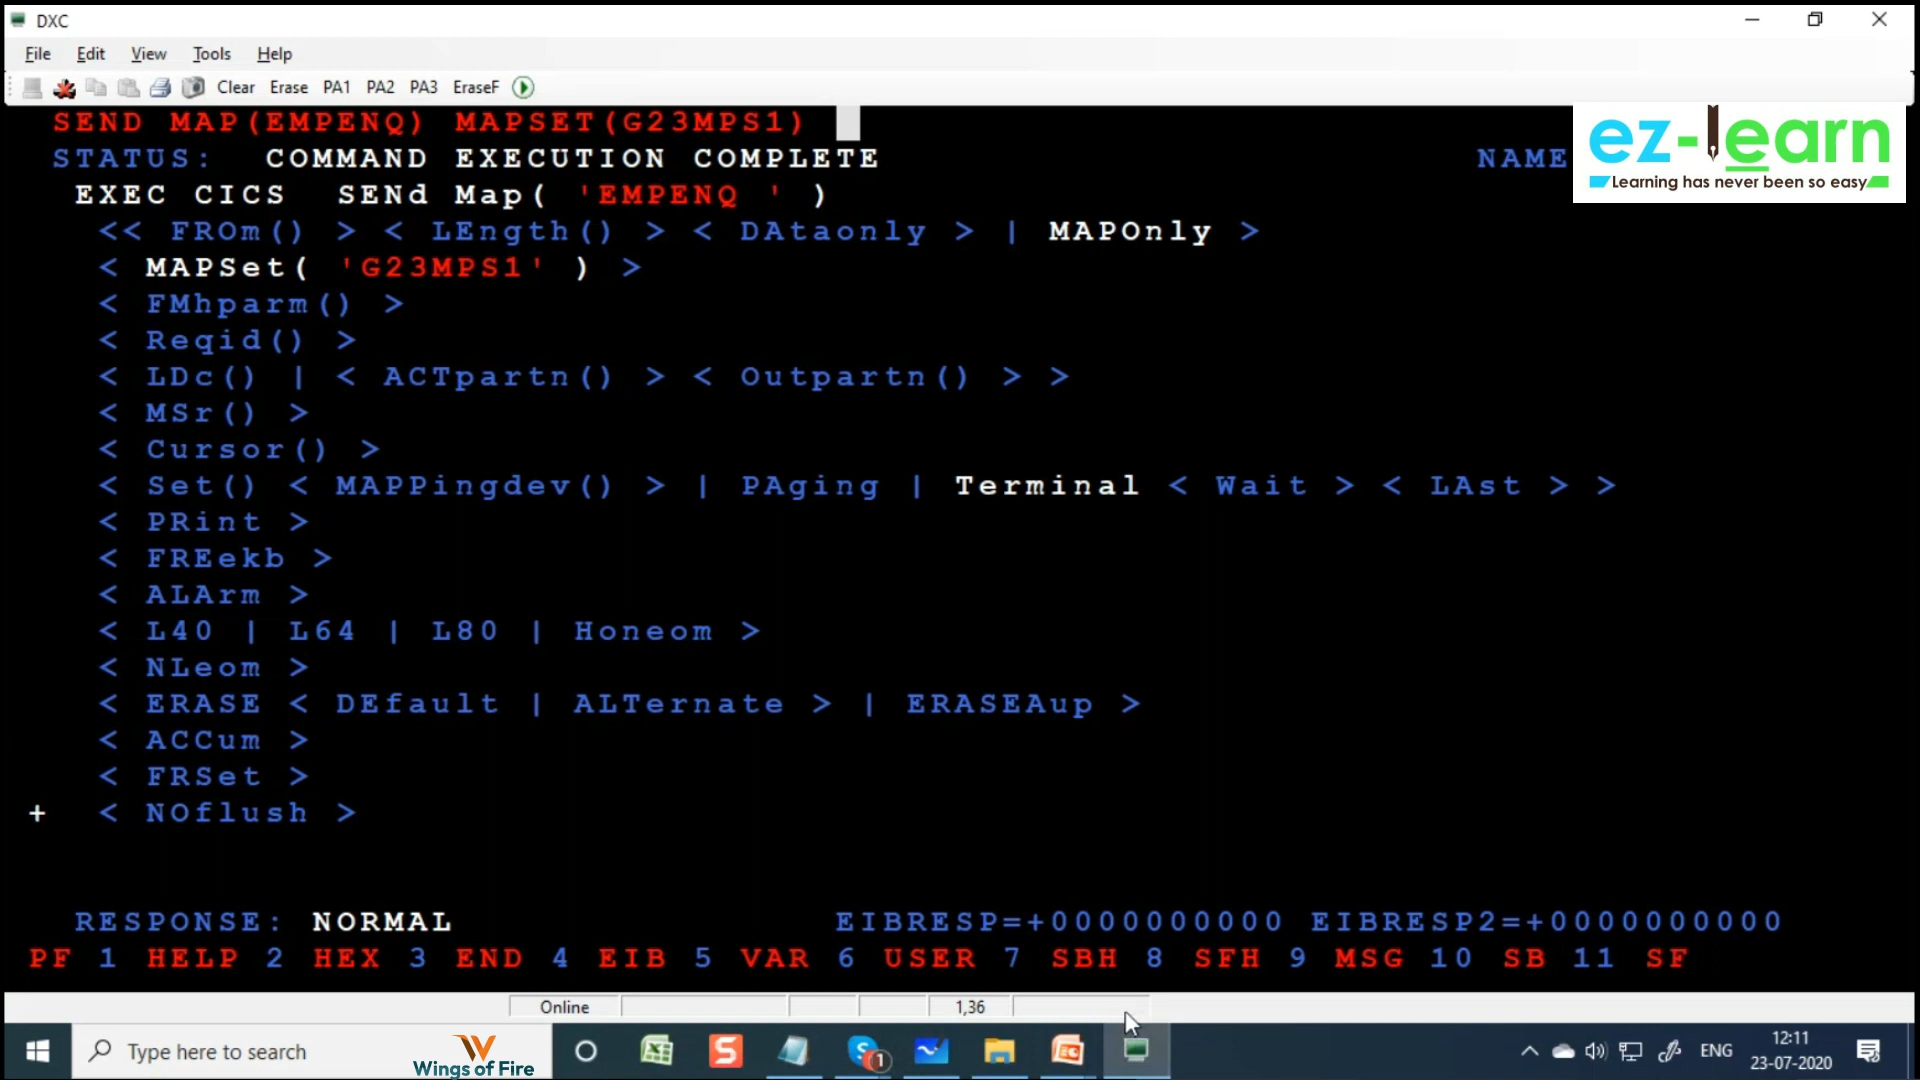 DXC
File Edit View Tools Help
Clear Erase PA1 PA2 PA3 EraseF
SEND MAP(EMPENQ) MAPSET(G23MPS1)
ez-learn
Learning has never been so easy
STATUS: COMMAND EXECUTION COMPLETE NAME
EXEC CICS SENd Map( 'EMPENQ ' )
<< FROm() > < LEngth() > < DAtaonly > | MAPOnly >
< MAPSet( 'G23MPS1' ) >
< FMhparm() >
< Reqid() >
< LDc() | < ACTpartn() > < Outpartn() > >
< MSr() >
< Cursor() >
< Set() < MAPPingdev() > | PAging | Terminal < Wait > < LAst > >
< PRint >
< FREekb >
< ALArm >
< L40 | L64 | L80 | Honeom >
< NLeom >
< ERASE < DEfault | ALTernate > | ERASEAup >
< ACCum >
< FRSet >
+ < NOflush >
RESPONSE: NORMAL EIBRESP=+0000000000 EIBRESP2=+0000000000
PF 1 HELP 2 HEX 3 END 4 EIB 5 VAR 6 USER 7 SBH 8 SFH 9 MSG 10 SB 11 SF
Online 1,36
Type here to search
Wings of Fire
1
ENG
12:11
23-07-2020